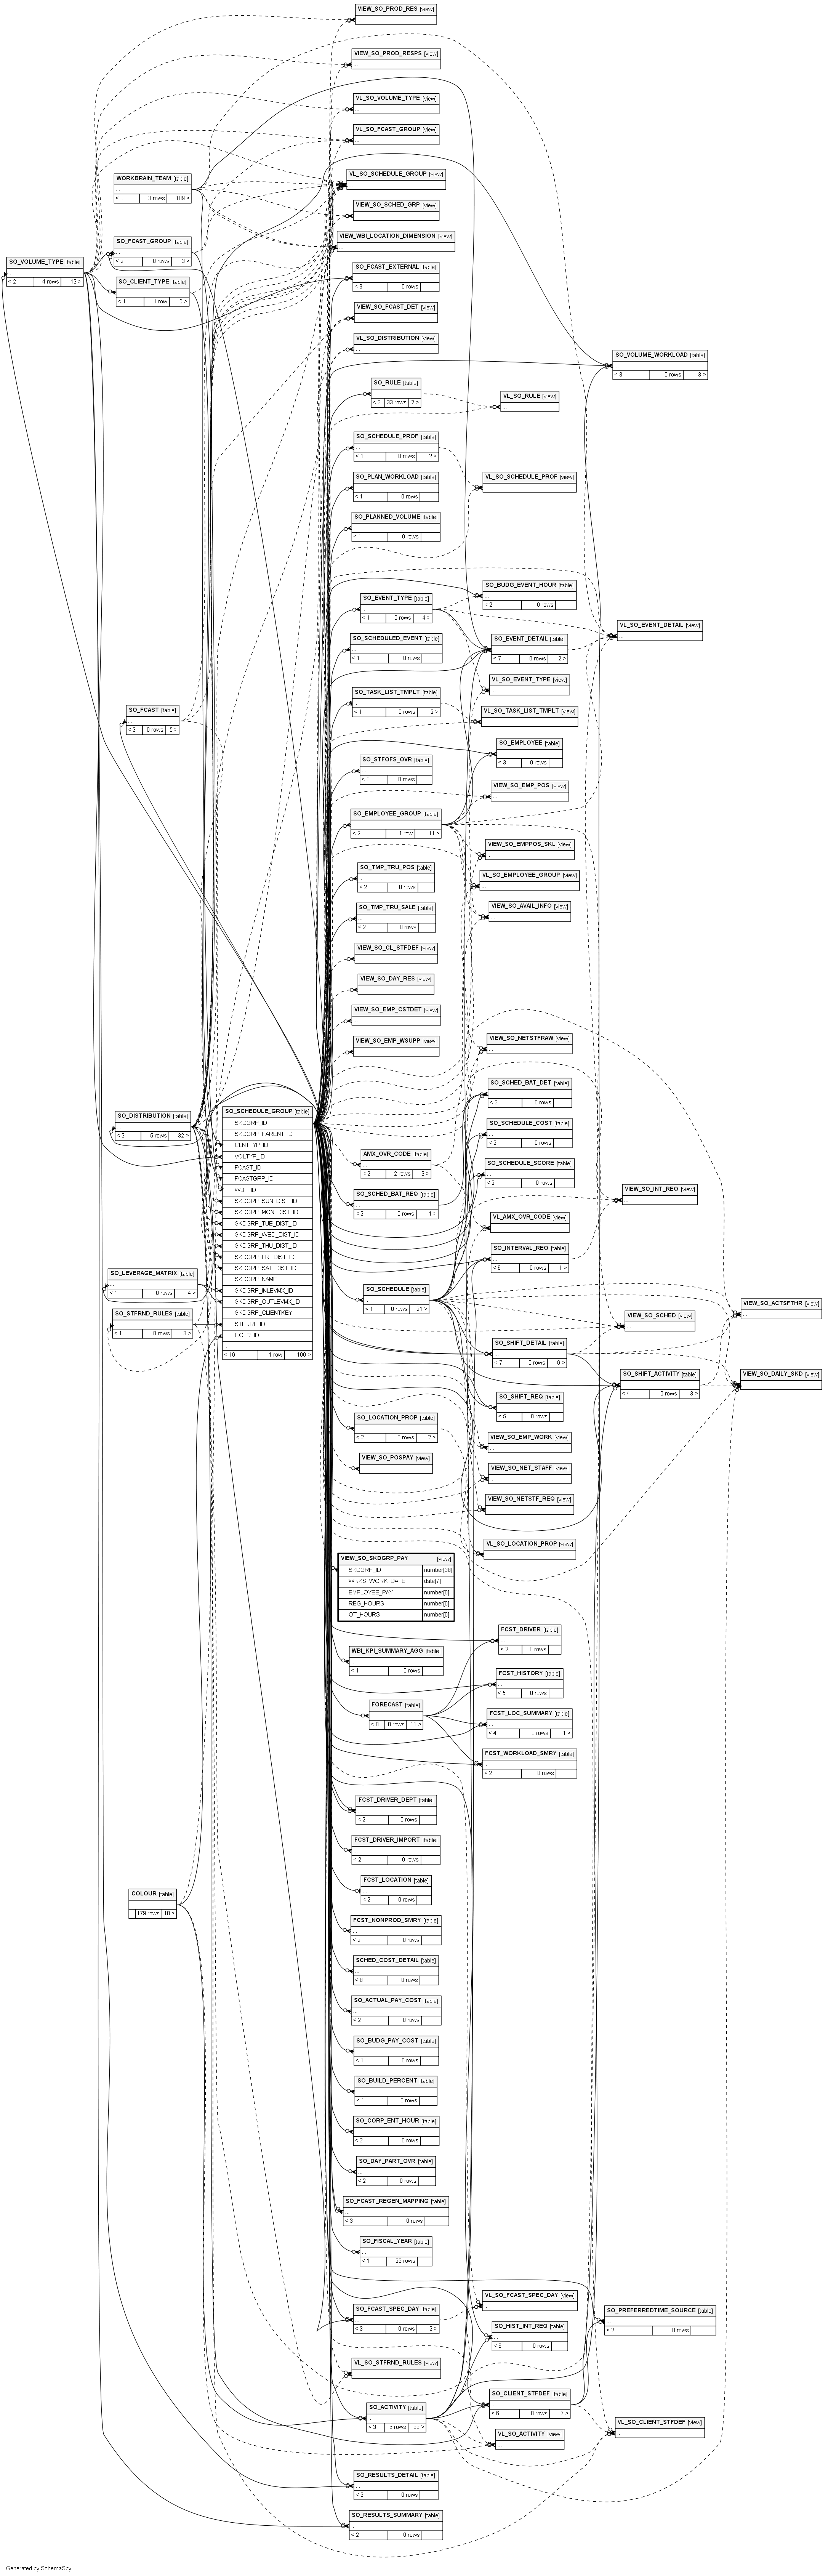 VIEW_SO_PROD_RES [view]
...
VIEW_SO_PROD_RESPS [view]
...
VL_SO_VOLUME_TYPE [view]
...
VL_SO_FCAST_GROUP [view]
...
WORKBRAIN_TEAM [table]
...
< 3 3 rows 109 >
VL_SO_SCHEDULE_GROUP [view]
...
VIEW_SO_SCHED_GRP [view]
...
VIEW_WBI_LOCATION_DIMENSION [view]
...
SO_FCAST_GROUP [table]
...
< 2 0 rows 3 >
SO_VOLUME_TYPE [table]
...
< 2 4 rows 13 >
SO_CLIENT_TYPE [table]
...
< 1 1 row 5 >
SO_FCAST_EXTERNAL [table]
...
< 3 0 rows
VIEW_SO_FCAST_DET [view]
...
VL_SO_DISTRIBUTION [view]
...
SO_VOLUME_WORKLOAD [table]
...
< 3 0 rows 3 >
SO_RULE [table]
...
< 3 33 rows 2 >
VL_SO_RULE [view]
...
SO_SCHEDULE_PROF [table]
...
< 1 0 rows 2 >
SO_PLAN_WORKLOAD [table]
...
< 1 0 rows
VL_SO_SCHEDULE_PROF [view]
...
SO_PLANNED_VOLUME [table]
...
< 1 0 rows
SO_BUDG_EVENT_HOUR [table]
...
< 2 0 rows
SO_EVENT_TYPE [table]
...
< 1 0 rows 4 >
VL_SO_EVENT_DETAIL [view]
...
SO_SCHEDULED_EVENT [table]
...
< 1 0 rows
SO_EVENT_DETAIL [table]
...
< 7 0 rows 2 >
VL_SO_EVENT_TYPE [view]
...
SO_TASK_LIST_TMPLT [table]
...
< 1 0 rows 2 >
VL_SO_TASK_LIST_TMPLT [view]
...
SO_FCAST [table]
...
< 3 0 rows 5 >
SO_EMPLOYEE [table]
...
< 3 0 rows
SO_STFOFS_OVR [table]
...
< 3 0 rows
VIEW_SO_EMP_POS [view]
...
SO_EMPLOYEE_GROUP [table]
...
< 2 1 row 11 >
VIEW_SO_EMPPOS_SKL [view]
...
SO_TMP_TRU_POS [table]
...
< 2 0 rows
VL_SO_EMPLOYEE_GROUP [view]
...
SO_TMP_TRU_SALE [table]
...
< 2 0 rows
VIEW_SO_AVAIL_INFO [view]
...
VIEW_SO_CL_STFDEF [view]
...
VIEW_SO_DAY_RES [view]
...
VIEW_SO_EMP_CSTDET [view]
...
VIEW_SO_EMP_WSUPP [view]
...
VIEW_SO_NETSTFRAW [view]
...
SO_SCHED_BAT_DET [table]
...
< 3 0 rows
SO_DISTRIBUTION [table]
...
< 3 5 rows 32 >
SO_SCHEDULE_GROUP [table]
SKDGRP_ID
SKDGRP_PARENT_ID
CLNTTYP_ID
VOLTYP_ID
FCAST_ID
FCASTGRP_ID
WBT_ID
SKDGRP_SUN_DIST_ID
SKDGRP_MON_DIST_ID
SKDGRP_TUE_DIST_ID
SKDGRP_WED_DIST_ID
SKDGRP_THU_DIST_ID
SKDGRP_FRI_DIST_ID
SKDGRP_SAT_DIST_ID
SKDGRP_NAME
SKDGRP_INLEVMX_ID
SKDGRP_OUTLEVMX_ID
SKDGRP_CLIENTKEY
STFRRL_ID
COLR_ID
...
< 16 1 row 100 >
SO_SCHEDULE_COST [table]
...
< 2 0 rows
AMX_OVR_CODE [table]
...
< 2 2 rows 3 >
SO_SCHEDULE_SCORE [table]
...
< 2 0 rows
SO_SCHED_BAT_REQ [table]
...
< 2 0 rows 1 >
VIEW_SO_INT_REQ [view]
...
VL_AMX_OVR_CODE [view]
...
SO_INTERVAL_REQ [table]
...
< 6 0 rows 1 >
SO_LEVERAGE_MATRIX [table]
...
< 1 0 rows 4 >
SO_SCHEDULE [table]
...
< 1 0 rows 21 >
VIEW_SO_ACTSFTHR [view]
...
SO_STFRND_RULES [table]
...
< 1 0 rows 3 >
VIEW_SO_SCHED [view]
...
SO_SHIFT_DETAIL [table]
...
< 7 0 rows 6 >
SO_SHIFT_ACTIVITY [table]
...
< 4 0 rows 3 >
VIEW_SO_DAILY_SKD [view]
...
SO_SHIFT_REQ [table]
...
< 5 0 rows
SO_LOCATION_PROP [table]
...
< 2 0 rows 2 >
VIEW_SO_EMP_WORK [view]
...
VIEW_SO_POSPAY [view]
...
VIEW_SO_NET_STAFF [view]
...
VIEW_SO_NETSTF_REQ [view]
...
VL_SO_LOCATION_PROP [view]
...
VIEW_SO_SKDGRP_PAY [view]
SKDGRP_ID number[38]
WRKS_WORK_DATE date[7]
EMPLOYEE_PAY number[0]
REG_HOURS number[0]
OT_HOURS number[0]
FCST_DRIVER [table]
...
< 2 0 rows
WBI_KPI_SUMMARY_AGG [table]
...
< 1 0 rows
FCST_HISTORY [table]
...
< 5 0 rows
FORECAST [table]
...
< 8 0 rows 11 >
FCST_LOC_SUMMARY [table]
...
< 4 0 rows 1 >
FCST_WORKLOAD_SMRY [table]
...
< 2 0 rows
FCST_DRIVER_DEPT [table]
...
< 2 0 rows
FCST_DRIVER_IMPORT [table]
...
< 2 0 rows
FCST_LOCATION [table]
...
< 2 0 rows
COLOUR [table]
...
179 rows 18 >
FCST_NONPROD_SMRY [table]
...
< 2 0 rows
SCHED_COST_DETAIL [table]
...
< 8 0 rows
SO_ACTUAL_PAY_COST [table]
...
< 2 0 rows
SO_BUDG_PAY_COST [table]
...
< 1 0 rows
SO_BUILD_PERCENT [table]
...
< 1 0 rows
SO_CORP_ENT_HOUR [table]
...
< 2 0 rows
SO_DAY_PART_OVR [table]
...
< 2 0 rows
SO_FCAST_REGEN_MAPPING [table]
...
< 3 0 rows
SO_FISCAL_YEAR [table]
...
< 1 29 rows
VL_SO_FCAST_SPEC_DAY [view]
...
SO_FCAST_SPEC_DAY [table]
...
< 3 0 rows 2 >
SO_PREFERREDTIME_SOURCE [table]
...
< 2 0 rows
SO_HIST_INT_REQ [table]
...
< 6 0 rows
VL_SO_STFRND_RULES [view]
...
SO_CLIENT_STFDEF [table]
...
< 8 0 rows 7 >
SO_ACTIVITY [table]
...
< 3 6 rows 33 >
VL_SO_CLIENT_STFDEF [view]
...
VL_SO_ACTIVITY [view]
...
SO_RESULTS_DETAIL [table]
...
< 3 0 rows
SO_RESULTS_SUMMARY [table]
...
< 2 0 rows
Generated by SchemaSpy